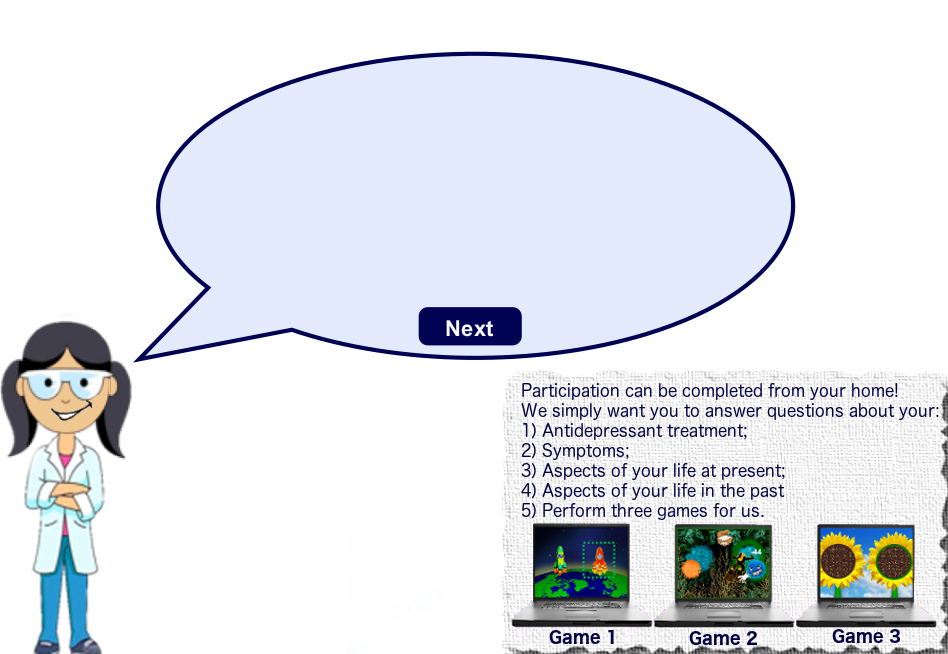 Next
Participation can be completed from your home!
We simply want you to answer questions about your:
1) Antidepressant treatment;
2) Symptoms;
3) Aspects of your life at present;
4) Aspects of your life in the past
5) Perform three games for us.
Game 1
Game 2
Game 3